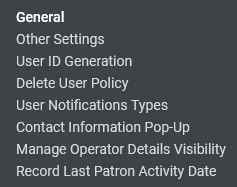 General
Other Settings
User ID Generation
Delete User Policy
User Notifications Types
Contact Information Pop-Up
Manage Operator Details Visibility
Record Last Patron Activity Date